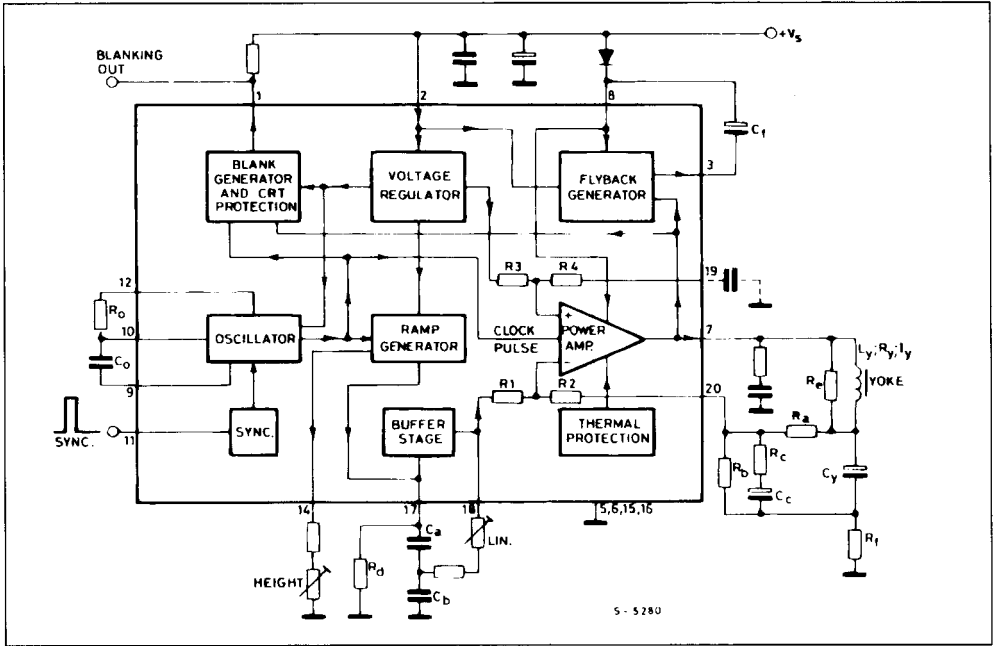 +Vs
BLANKING
OUT
1
2
8
Cf
3
BLANK
GENERATOR
AND CRT
PROTECTION
VOLTAGE
REGULATOR
FLYBACK
GENERATOR
12
R3
R4
19
Ro
10
OSCILLATOR
RAMP
GENERATOR
CLOCK
PULSE
+
POWER
AMP.
-
7
Co
9
R1
R2
20
Ly;Ry;Iy
Re
YOKE
Ra
SYNC.
11
SYNC.
BUFFER
STAGE
THERMAL
PROTECTION
Rb
Rc
Cc
Cy
14
17
18
5,6,15,16
Ca
LIN.
Rf
HEIGHT
Rd
Cb
S-5280